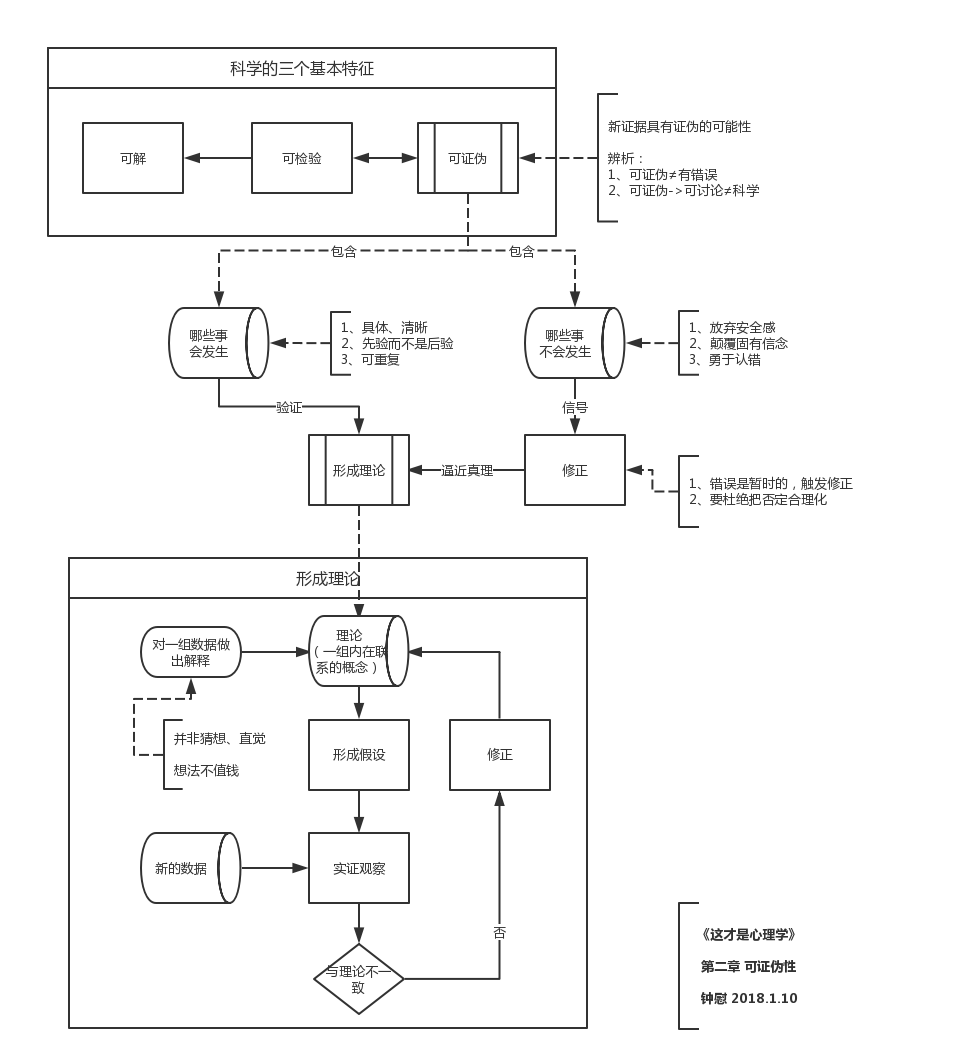 科学的三个基本特征
可解
可检验
可证伪
新证据具有证伪的可能性
辨析：
1、可证伪≠有错误
2、可证伪->可讨论≠科学
包含
包含
哪些事
会发生
1、具体、清晰
2、先验而不是后验
3、可重复
哪些事
不会发生
1、放弃安全感
2、颠覆固有信念
3、勇于认错
验证
信号
形成理论
逼近真理
修正
1、错误是暂时的，触发修正
2、要杜绝把否定合理化
形成理论
对一组数据做
出解释
理论
（一组内在联
系的概念）
并非猜想、直觉
想法不值钱
形成假设
修正
新的数据
实证观察
否
与理论不一
致
《这才是心理学》
第二章 可证伪性
钟慰 2018.1.10